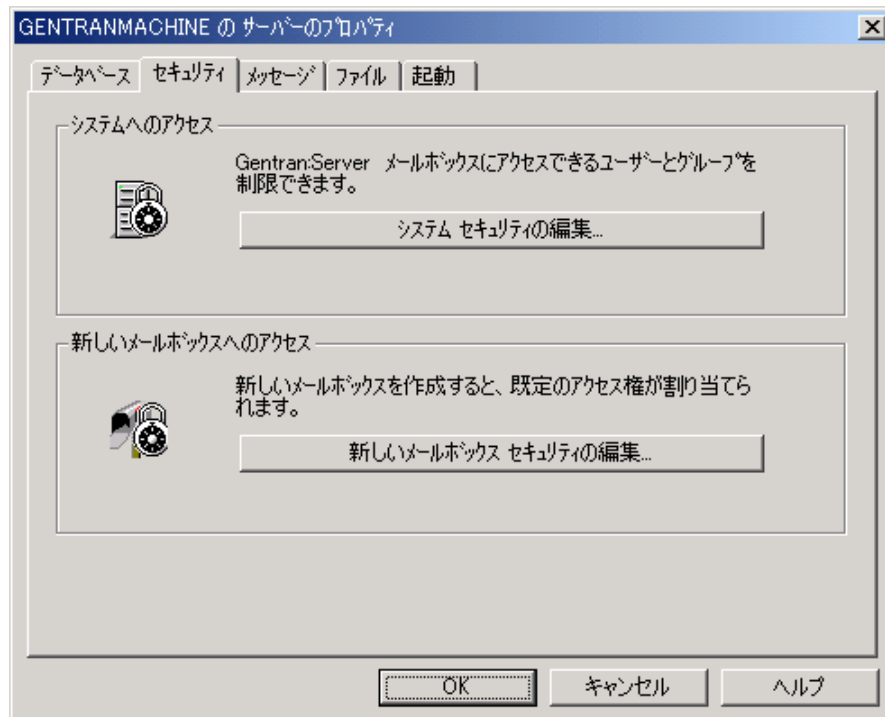 GENTRANMACHINE の サーバーのプロパティ
データベース セキュリティ メッセージ ファイル 起動
システムへのアクセス
Gentran:Server メールボックスにアクセスできるユーザーとグループを
制限できます。
システム セキュリティの編集...
新しいメールボックスへのアクセス
新しいメールボックスを作成すると、既定のアクセス権が割り当てら
れます。
新しいメールボックス セキュリティの編集...
OK キャンセル ヘルプ